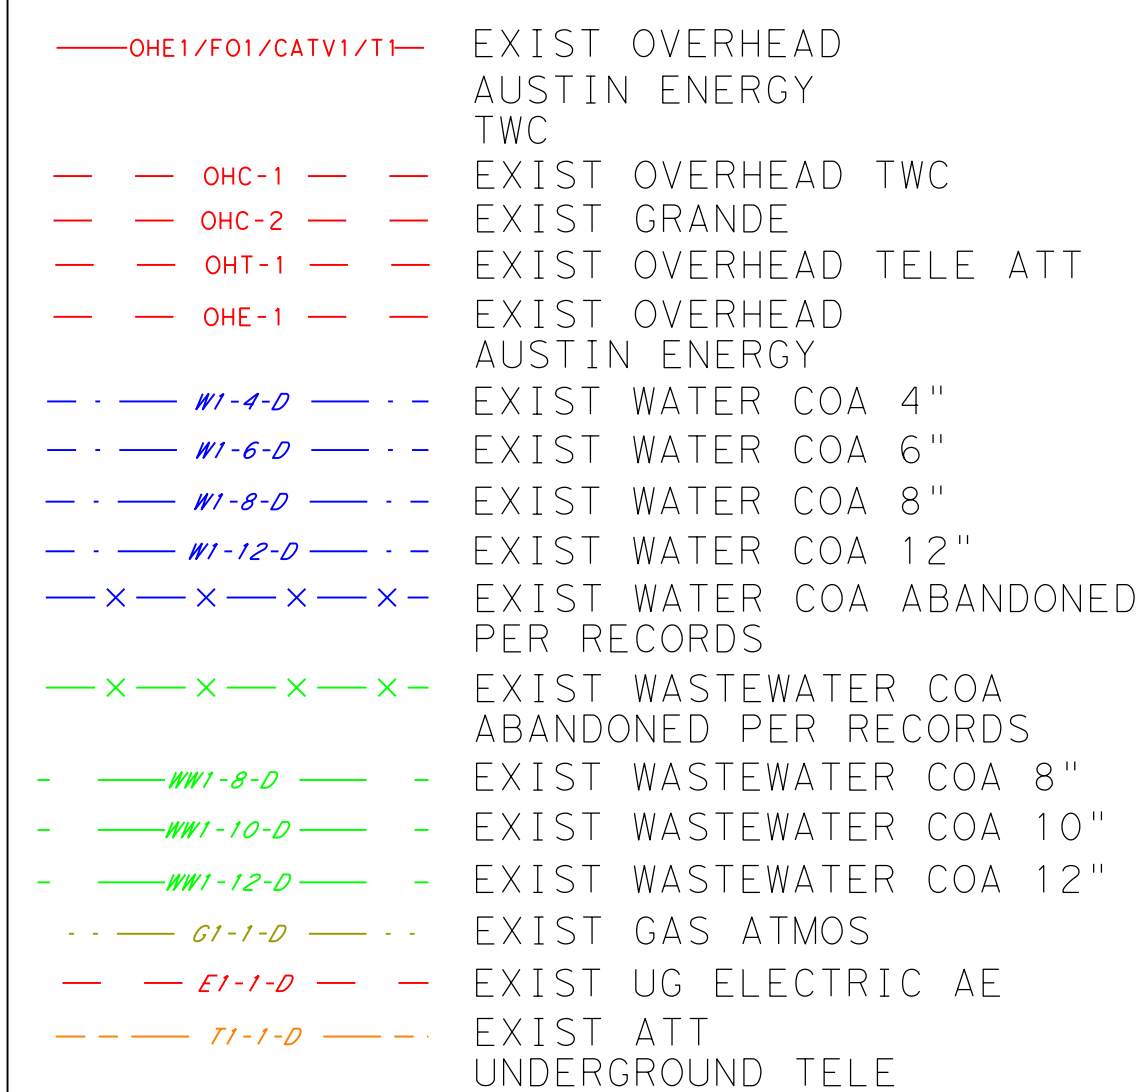 OHE1/FO1/CATV1/T1 EXIST OVERHEAD
AUSTIN ENERGY
TWC
OHC-1 EXIST OVERHEAD TWC
OHC-2 EXIST GRANDE
OHT-1 EXIST OVERHEAD TELE ATT
OHE-1 EXIST OVERHEAD
AUSTIN ENERGY
W1-4-D EXIST WATER COA 4"
W1-6-D EXIST WATER COA 6"
W1-8-D EXIST WATER COA 8"
W1-12-D EXIST WATER COA 12"
EXIST WATER COA ABANDONED
PER RECORDS
EXIST WASTEWATER COA
ABANDONED PER RECORDS
WW1-8-D EXIST WASTEWATER COA 8"
WW1-10-D EXIST WASTEWATER COA 10"
WW1-12-D EXIST WASTEWATER COA 12"
G1-1-D EXIST GAS ATMOS
E1-1-D EXIST UG ELECTRIC AE
T1-1-D EXIST ATT
UNDERGROUND TELE